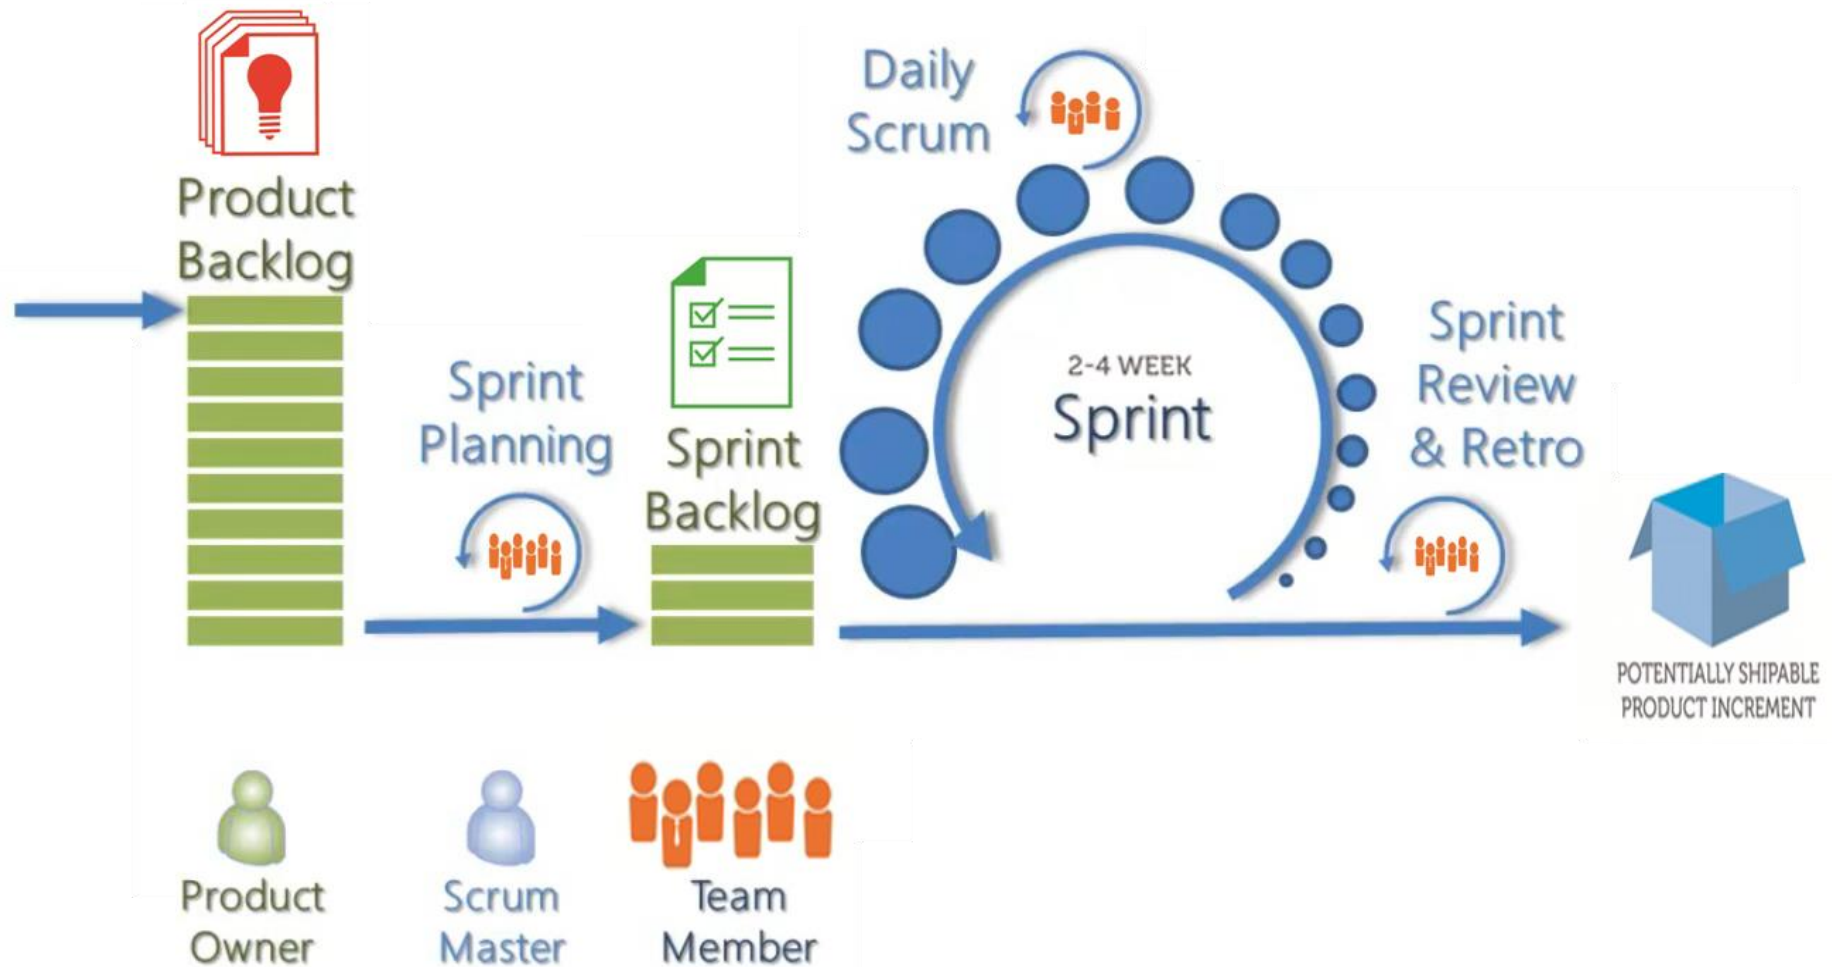 Product
Backlog
Sprint
Planning
Sprint
Backlog
Daily
Scrum
2-4 WEEK
Sprint
Sprint
Review
& Retro
POTENTIALLY SHIPABLE
PRODUCT INCREMENT
Product
Owner
Scrum
Master
Team
Member